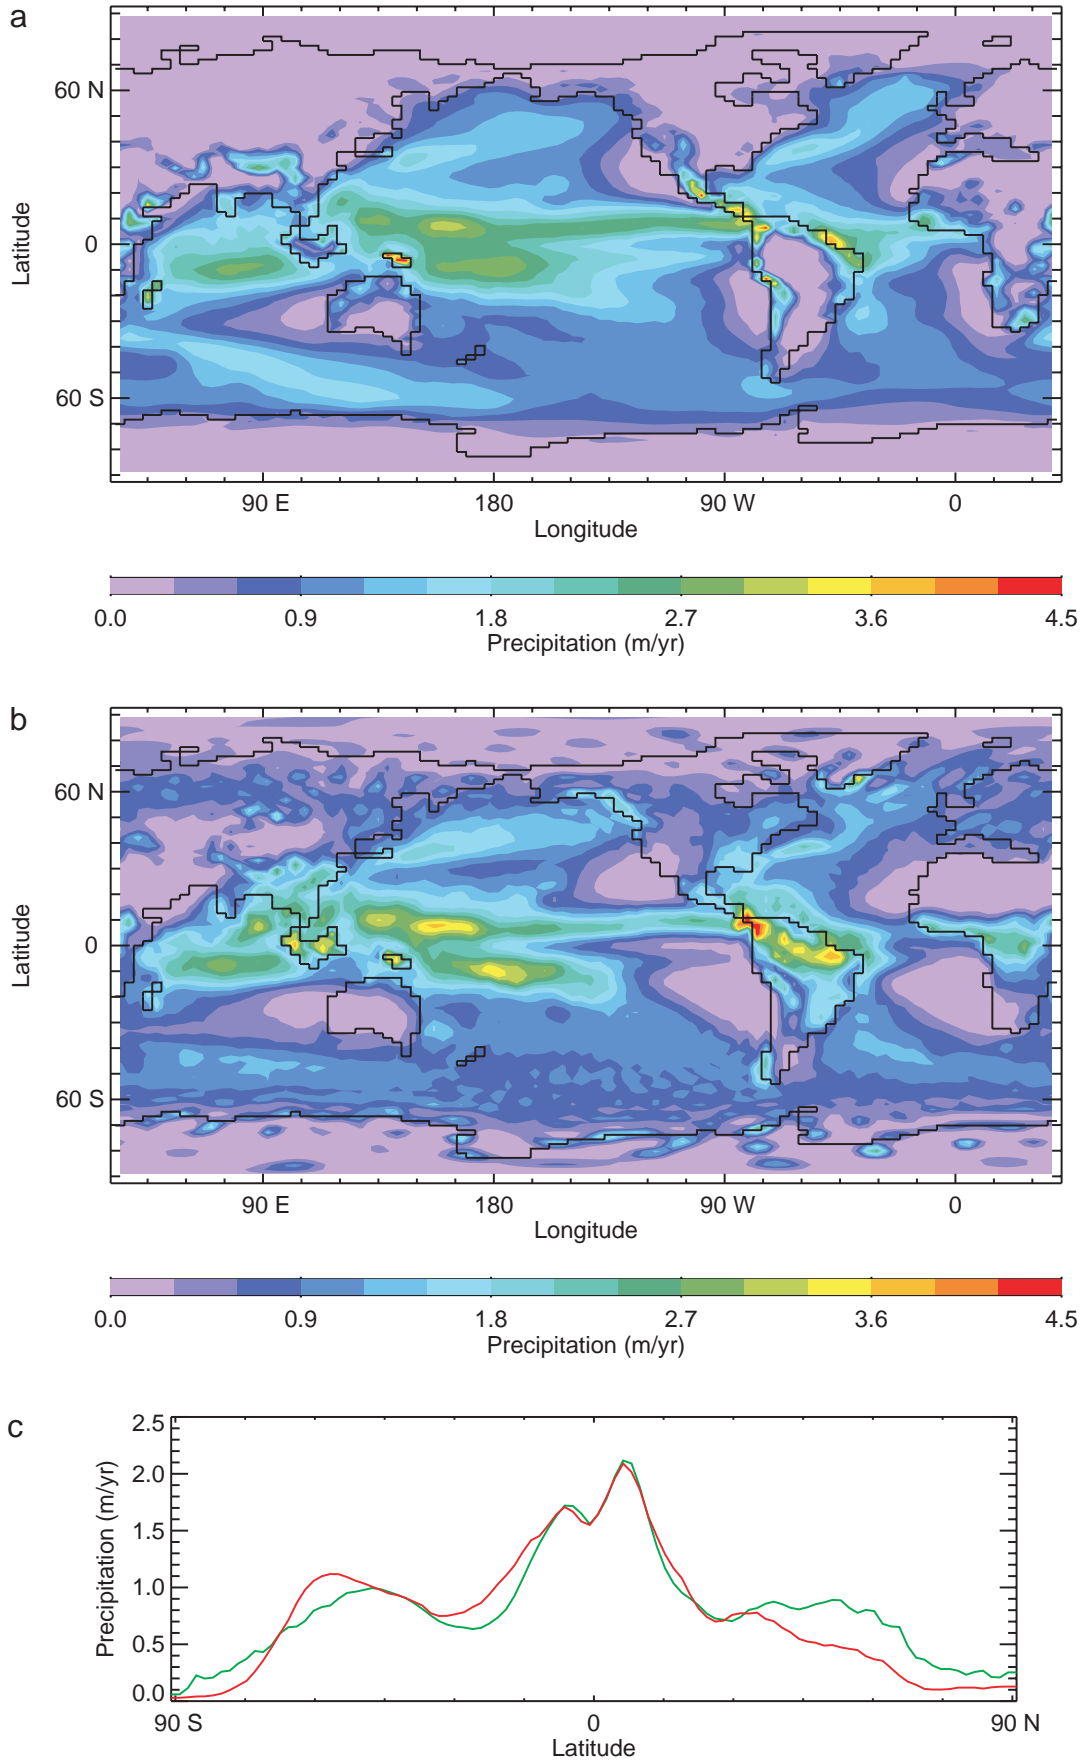 a
60 N
0
60 S
Latitude
90 E 180 90 W 0
Longitude
0.0 0.9 1.8 2.7 3.6 4.5
Precipitation (m/yr)
b
60 N
0
60 S
Latitude
90 E 180 90 W 0
Longitude
0.0 0.9 1.8 2.7 3.6 4.5
Precipitation (m/yr)
c
2.5
2.0
1.5
1.0
0.5
0.0
Precipitation (m/yr)
90 S 0 90 N
Latitude